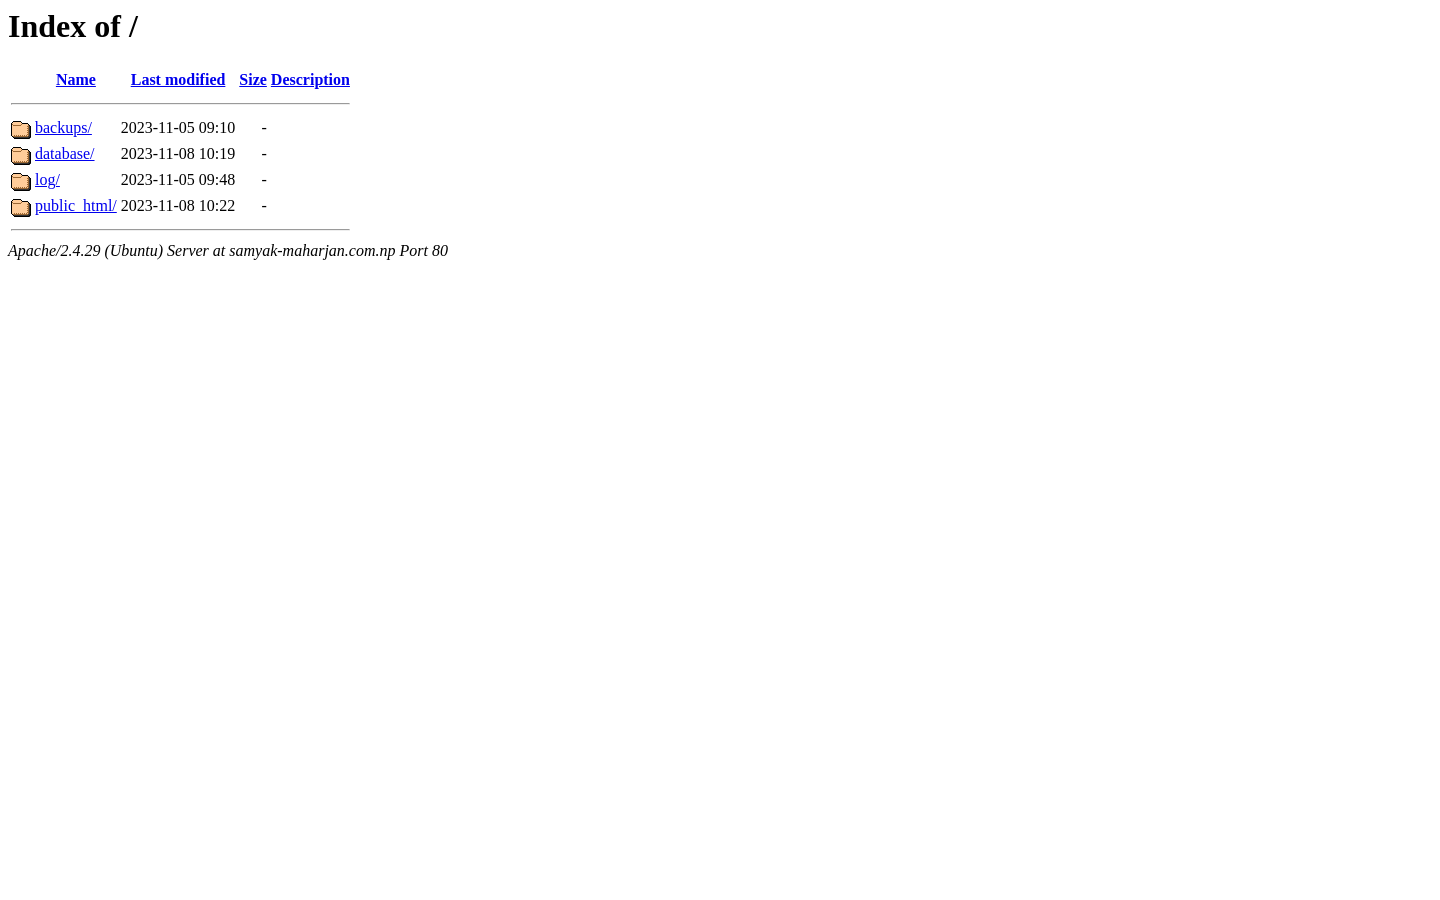 Index of /
Name Last modified Size Description
backups/ 2023-11-05 09:10 -
database/ 2023-11-08 10:19 -
log/ 2023-11-05 09:48 -
public_html/ 2023-11-08 10:22 -
Apache/2.4.29 (Ubuntu) Server at samyak-maharjan.com.np Port 80